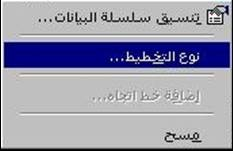 تنسيق سلسلة البيانات...
نوع التخطيط...
إضافة خط اتجاه...
مسح